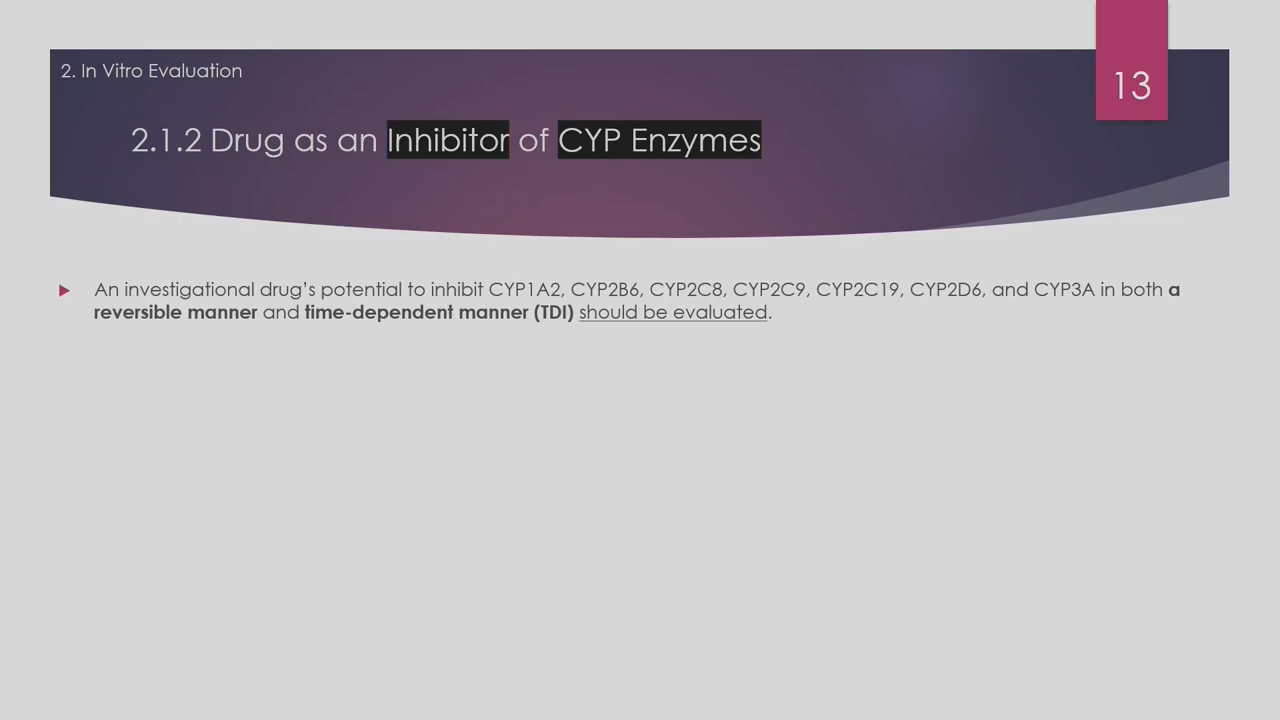 2. In Vitro Evaluation
13
2.1.2 Drug as an Inhibitor of CYP Enzymes
An investigational drug’s potential to inhibit CYP1A2, CYP2B6, CYP2C8, CYP2C9, CYP2C19, CYP2D6, and CYP3A in both a
reversible manner and time-dependent manner (TDI) should be evaluated.